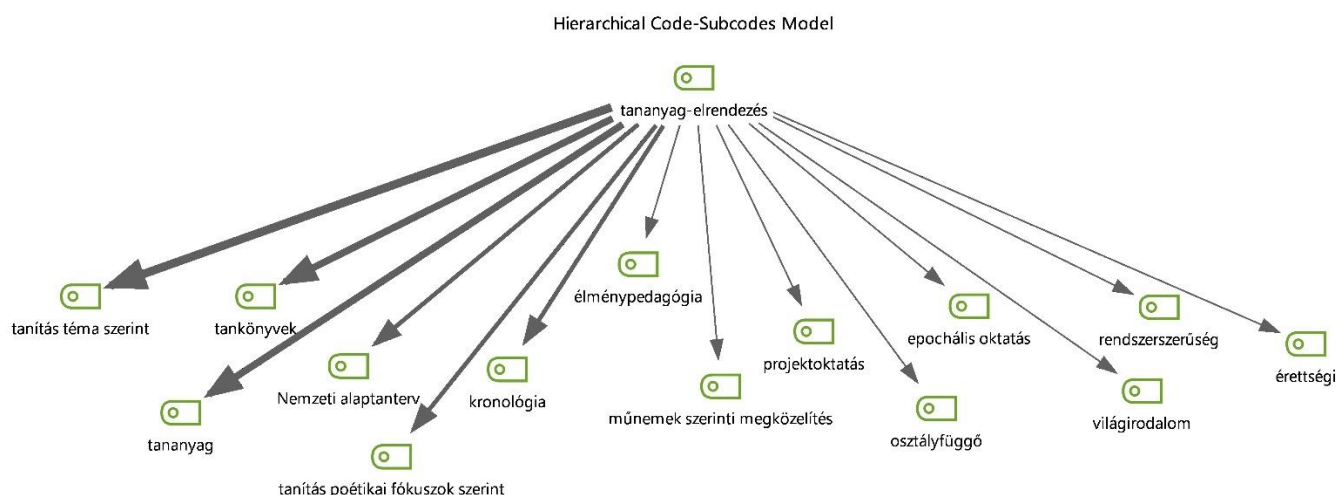 Hierarchical Code-Subcodes Model
tananyag-elrendezés
élménypedagógia
tanítás téma szerint
tankönyvek
epochális oktatás
rendszerszerűség
projektoktatás
érettségi
Nemzeti alaptanterv
kronológia
tananyag
műnemek szerinti megközelítés
világirodalom
osztályfüggő
tanítás poétikai fókuszok szerint